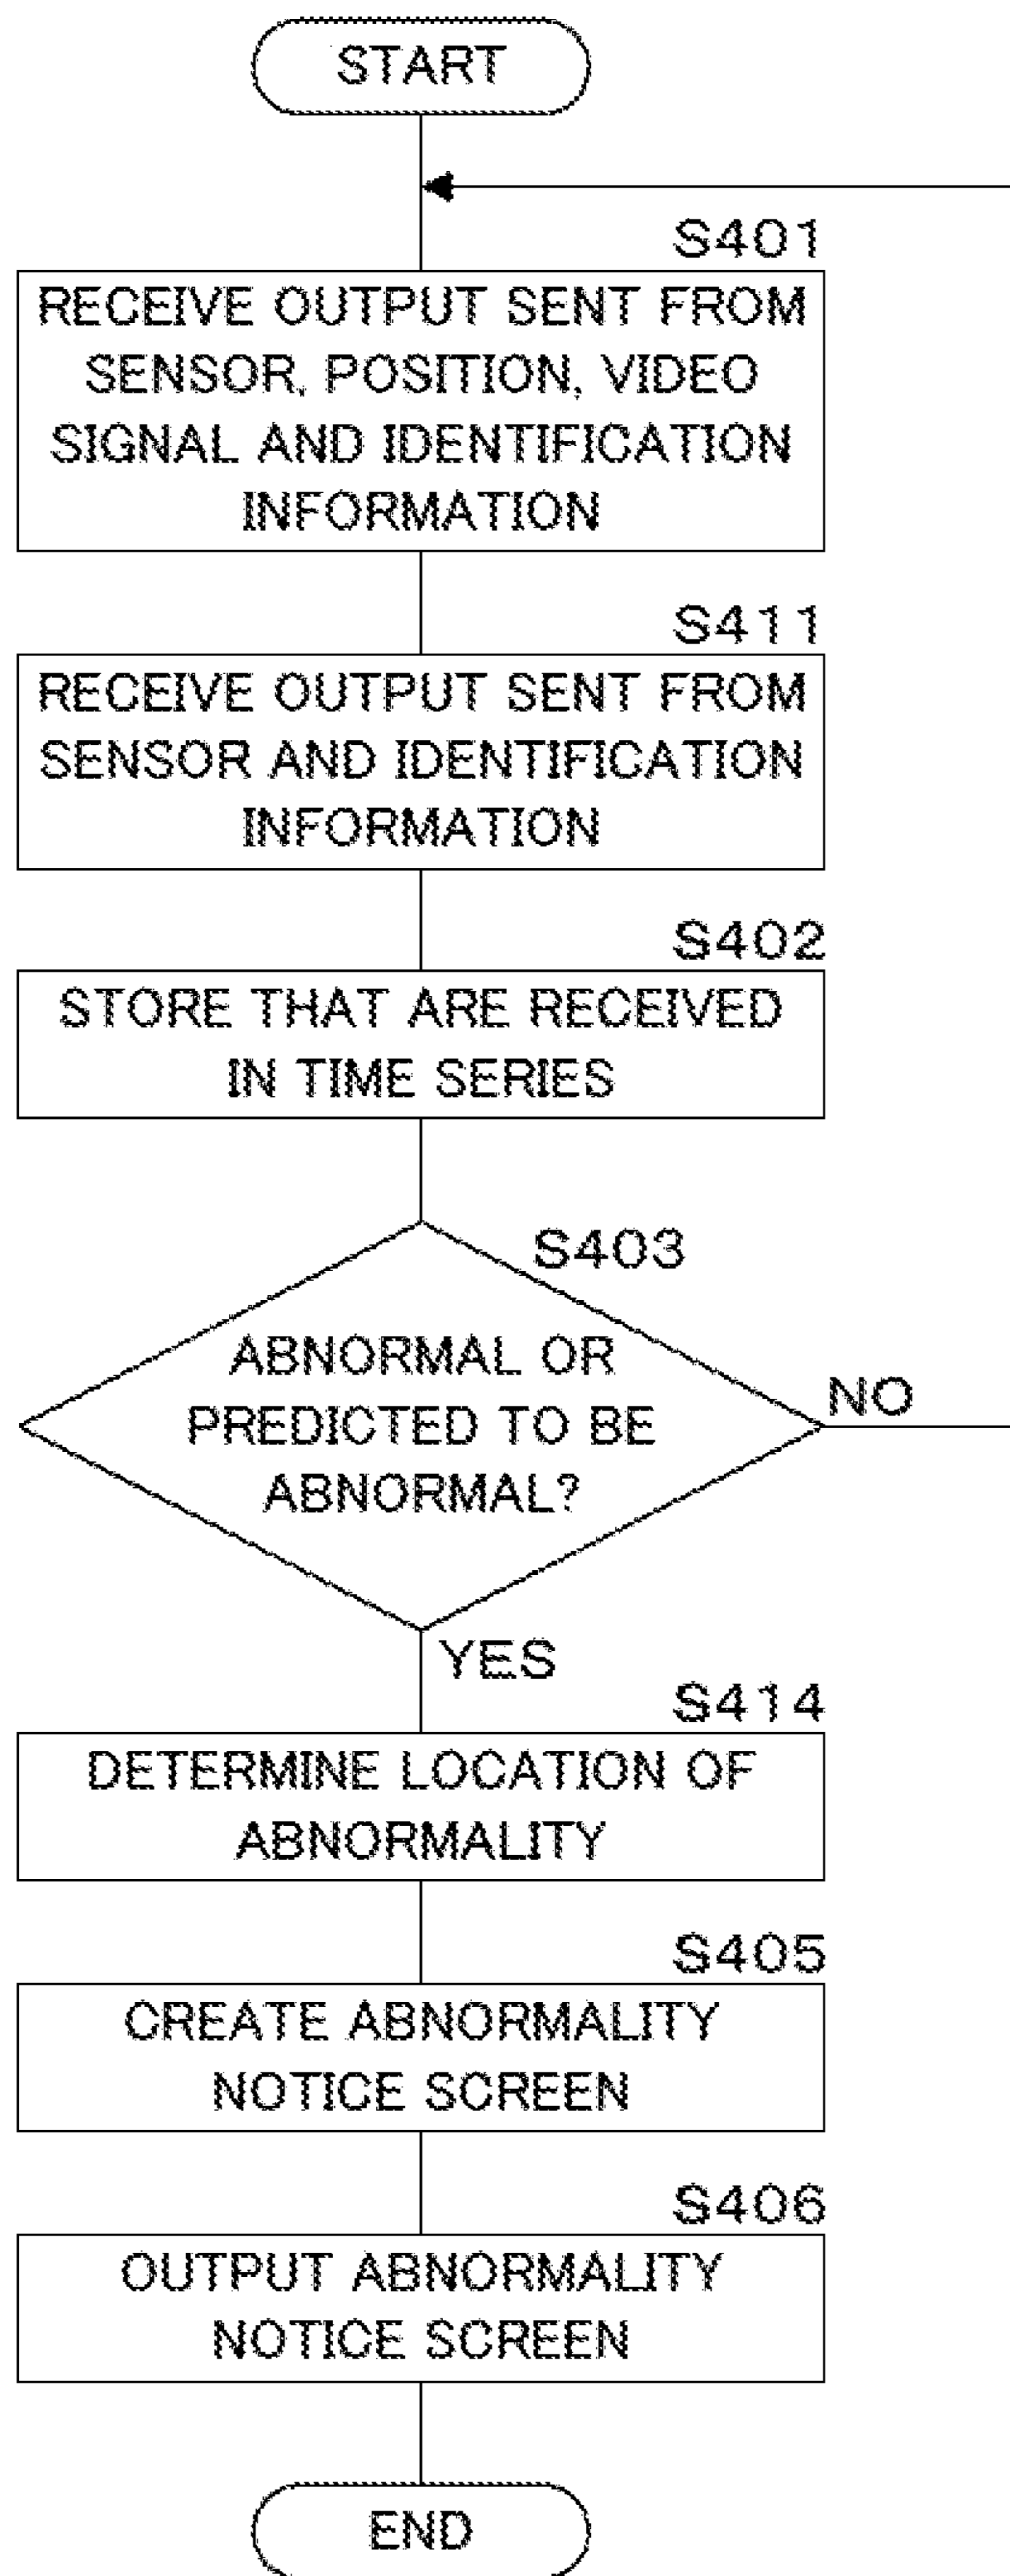 START
S401
RECEIVE OUTPUT SENT FROM
SENSOR, POSITION, VIDEO
SIGNAL AND IDENTIFICATION
INFORMATION
S411
RECEIVE OUTPUT SENT FROM
SENSOR AND IDENTIFICATION
INFORMATION
S402
STORE THAT ARE RECEIVED
IN TIME SERIES
S403
ABNORMAL OR
PREDICTED TO BE
ABNORMAL?
NO
YES
S414
DETERMINE LOCATION OF
ABNORMALITY
S405
CREATE ABNORMALITY
NOTICE SCREEN
S406
OUTPUT ABNORMALITY
NOTICE SCREEN
END